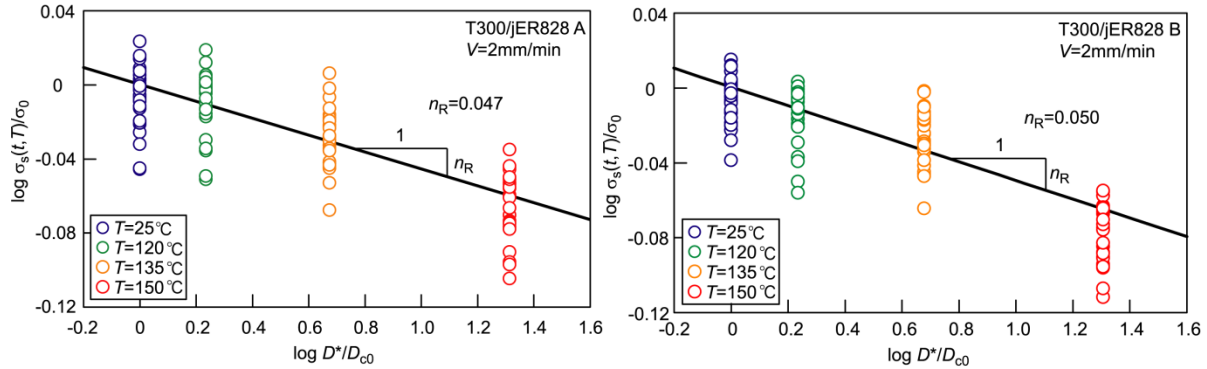 0.04
0
-0.04
-0.08
-0.12
log σs(t,T)/σ0
T300/jER828 A
V=2mm/min
nR=0.047
1
nR
T=25℃
T=120℃
T=135℃
T=150℃
-0.2 0 0.2 0.4 0.6 0.8 1.0 1.2 1.4 1.6
log D*/Dc0
0.04
0
-0.04
-0.08
-0.12
log σs(t,T)/σ0
T300/jER828 B
V=2mm/min
nR=0.050
1
nR
T=25℃
T=120℃
T=135℃
T=150℃
-0.2 0 0.2 0.4 0.6 0.8 1.0 1.2 1.4 1.6
log D*/Dc0